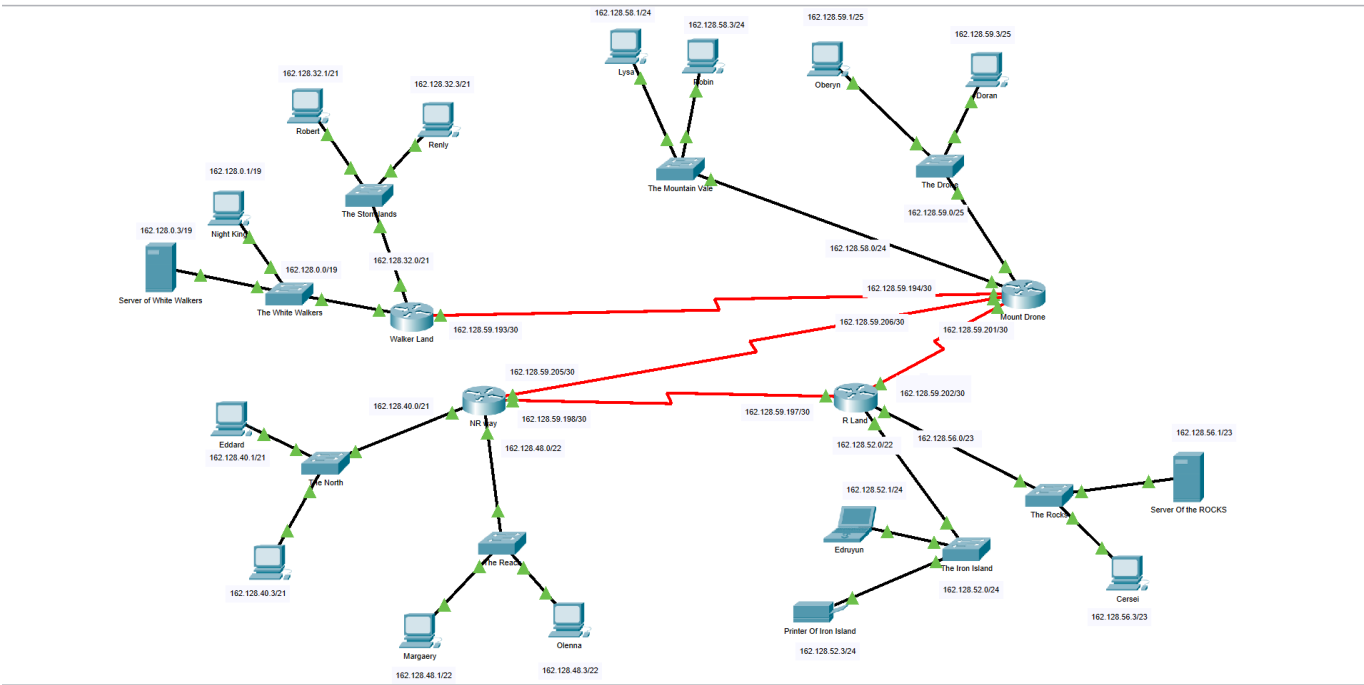 162.128.58.1/24
162.128.58.3/24
162.128.59.1/25
162.128.59.3/25
Lysa
Robin
Oberyn
Doran
162.128.32.1/21
162.128.32.3/21
Robert
Renly
The Mountain Vale
The Drone
162.128.0.1/19
162.128.59.0/25
The Stormlands
162.128.0.3/19
Night King
162.128.58.0/24
162.128.32.0/21
162.128.0.0/19
162.128.59.194/30
Server of White Walkers
The White Walkers
Mount Drone
162.128.59.206/30
162.128.59.193/30
162.128.59.201/30
Walker Land
162.128.59.205/30
162.128.59.202/30
162.128.40.0/21
162.128.59.197/30
162.128.59.198/30
NR way
R Land
162.128.56.1/23
162.128.56.0/23
Eddard
162.128.52.0/22
162.128.48.0/22
162.128.40.1/21
The North
162.128.52.1/24
Server Of the ROCKS
The Rocks
Edruyun
The Reach
The Iron Island
162.128.52.0/24
162.128.40.3/21
Cersei
162.128.56.3/23
Printer Of Iron Island
Olenna
Margaery
162.128.52.3/24
162.128.48.3/22
162.128.48.1/22